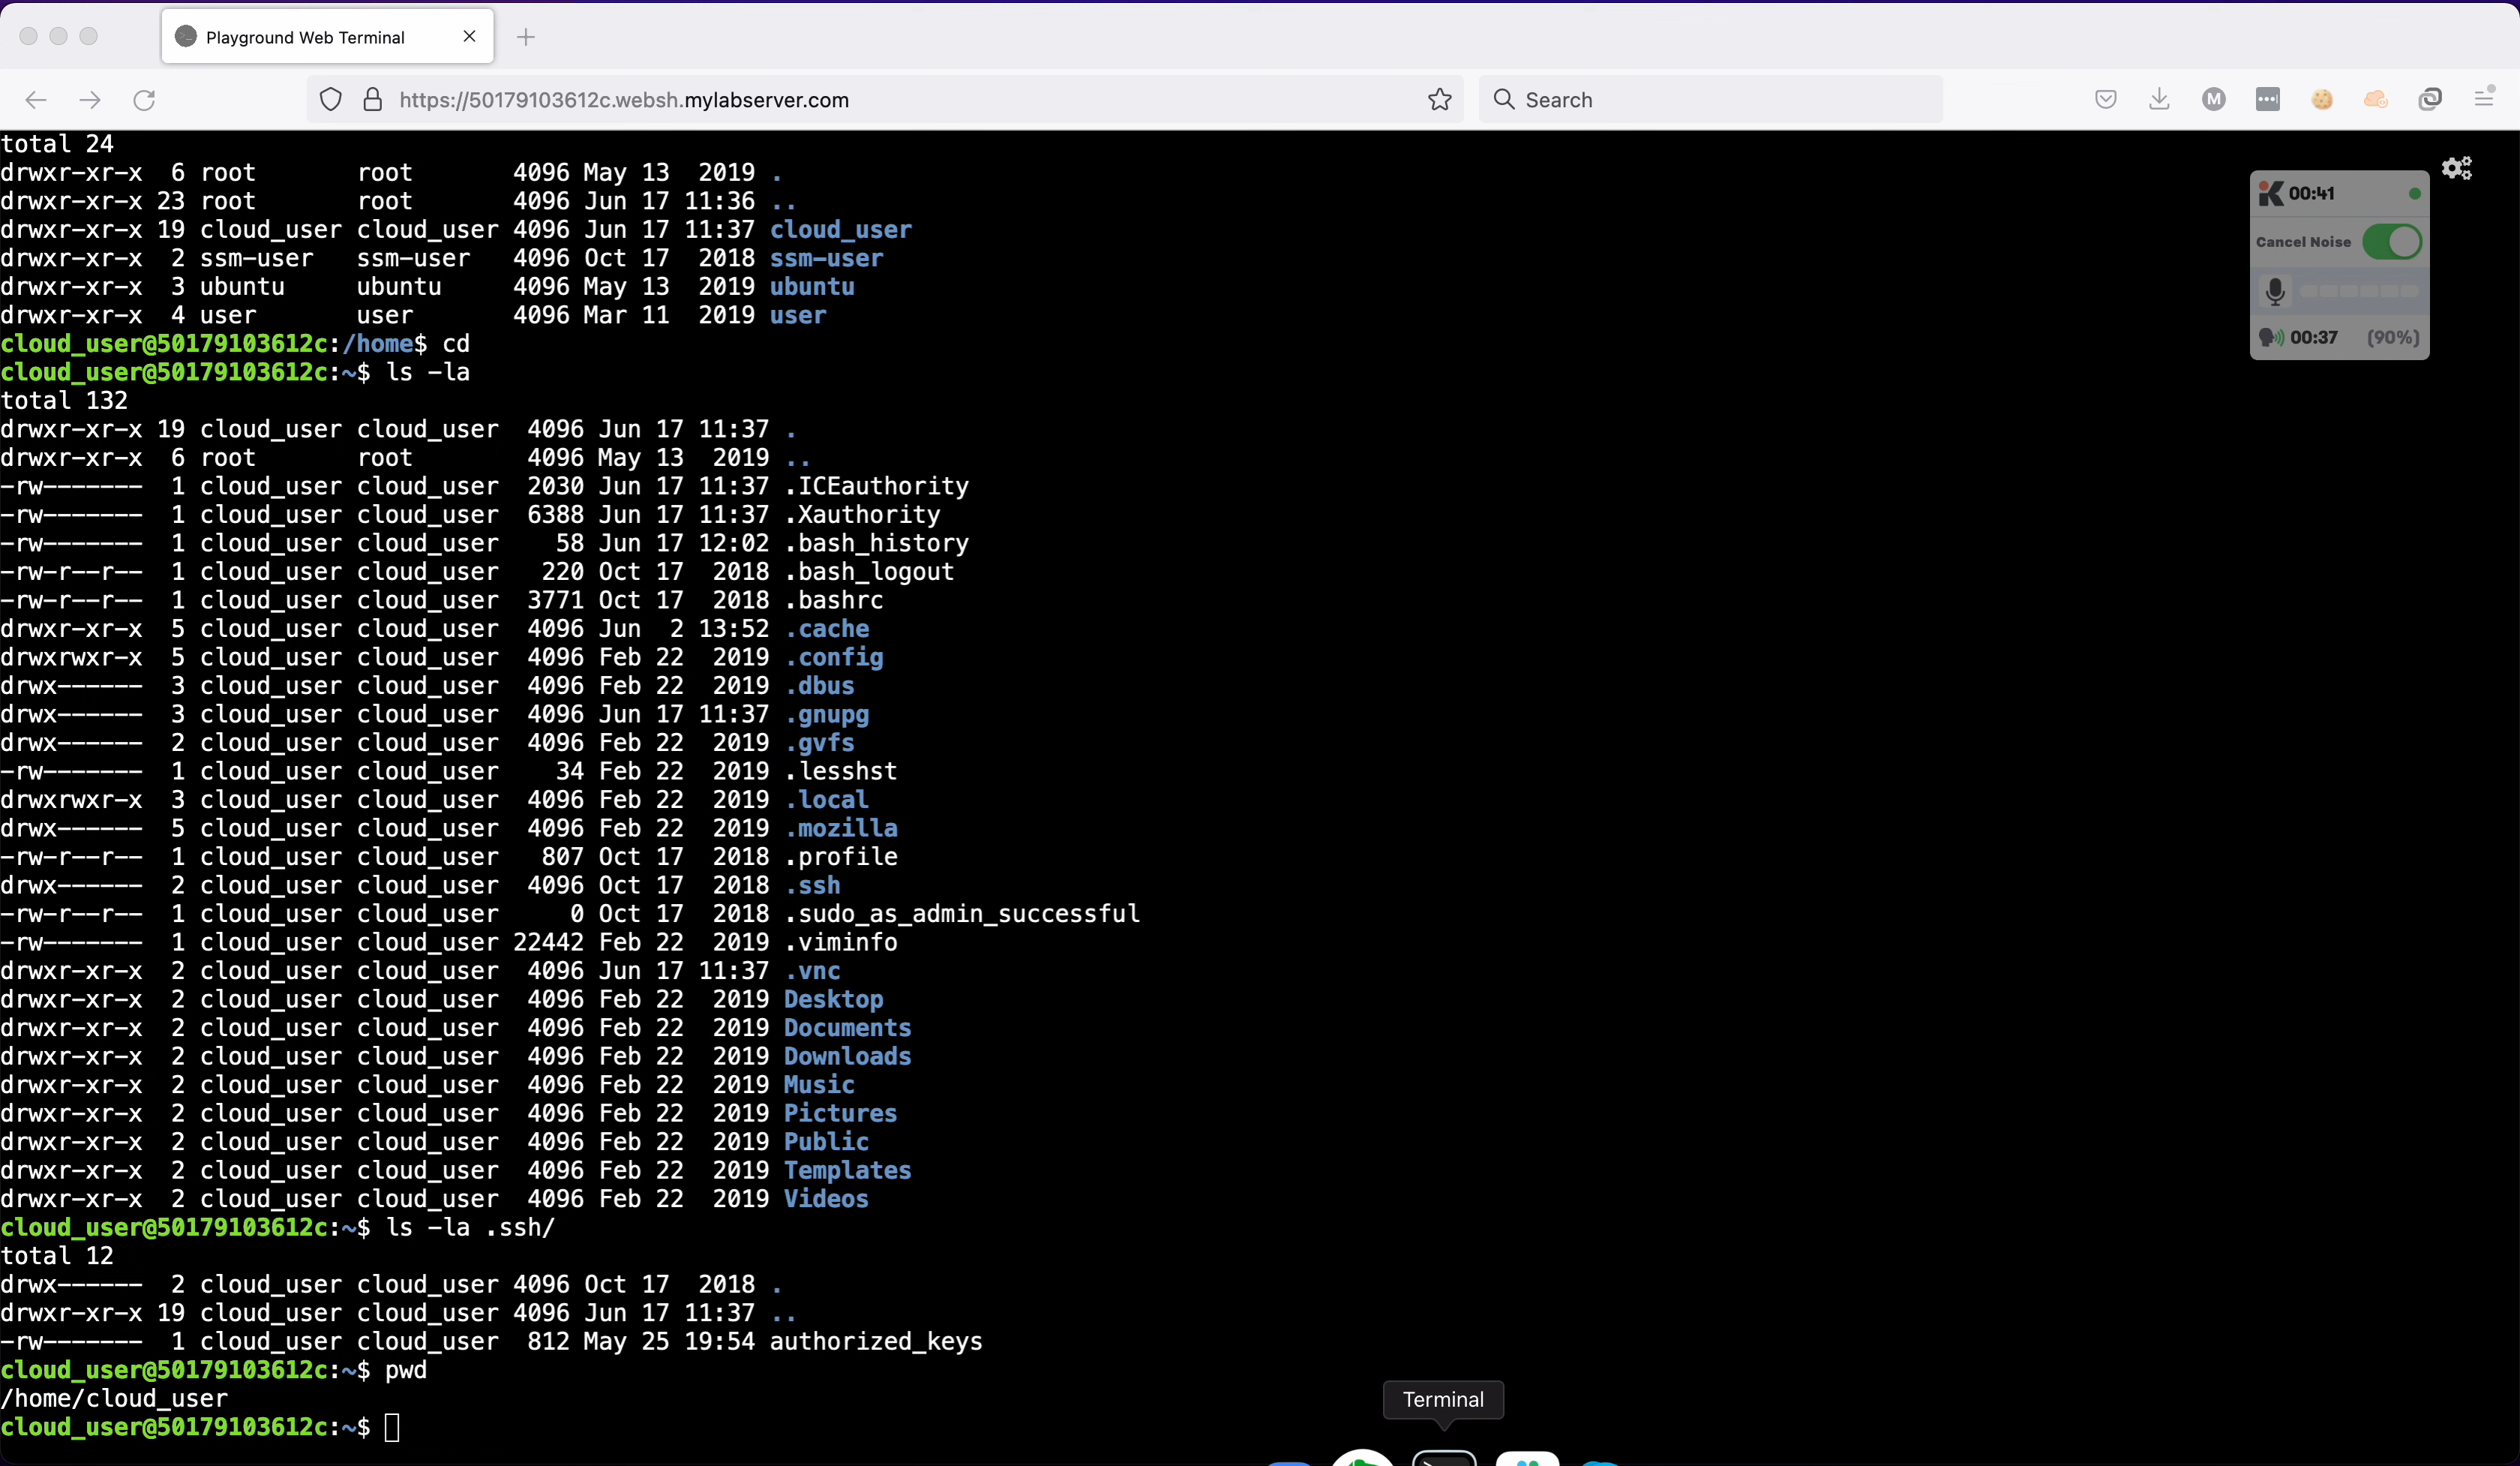 Playground Web Terminal
https://50179103612c.websh.mylabserver.com
Search
M
total 24
drwxr-xr-x  6 root       root       4096 May 13  2019 .
drwxr-xr-x 23 root       root       4096 Jun 17 11:36 ..
drwxr-xr-x 19 cloud_user cloud_user 4096 Jun 17 11:37 cloud_user
drwxr-xr-x  2 ssm-user   ssm-user   4096 Oct 17  2018 ssm-user
drwxr-xr-x  3 ubuntu     ubuntu     4096 May 13  2019 ubuntu
drwxr-xr-x  4 user       user       4096 Mar 11  2019 user
cloud_user@50179103612c:/home$ cd
cloud_user@50179103612c:~$ ls -la
total 132
drwxr-xr-x 19 cloud_user cloud_user  4096 Jun 17 11:37 .
drwxr-xr-x  6 root       root        4096 May 13  2019 ..
-rw-------  1 cloud_user cloud_user  2030 Jun 17 11:37 .ICEauthority
-rw-------  1 cloud_user cloud_user  6388 Jun 17 11:37 .Xauthority
-rw-------  1 cloud_user cloud_user    58 Jun 17 12:02 .bash_history
-rw-r--r--  1 cloud_user cloud_user   220 Oct 17  2018 .bash_logout
-rw-r--r--  1 cloud_user cloud_user  3771 Oct 17  2018 .bashrc
drwxr-xr-x  5 cloud_user cloud_user  4096 Jun  2 13:52 .cache
drwxrwxr-x  5 cloud_user cloud_user  4096 Feb 22  2019 .config
drwx------  3 cloud_user cloud_user  4096 Feb 22  2019 .dbus
drwx------  3 cloud_user cloud_user  4096 Jun 17 11:37 .gnupg
drwx------  2 cloud_user cloud_user  4096 Feb 22  2019 .gvfs
-rw-------  1 cloud_user cloud_user    34 Feb 22  2019 .lesshst
drwxrwxr-x  3 cloud_user cloud_user  4096 Feb 22  2019 .local
drwx------  5 cloud_user cloud_user  4096 Feb 22  2019 .mozilla
-rw-r--r--  1 cloud_user cloud_user   807 Oct 17  2018 .profile
drwx------  2 cloud_user cloud_user  4096 Oct 17  2018 .ssh
-rw-r--r--  1 cloud_user cloud_user     0 Oct 17  2018 .sudo_as_admin_successful
-rw-------  1 cloud_user cloud_user 22442 Feb 22  2019 .viminfo
drwxr-xr-x  2 cloud_user cloud_user  4096 Jun 17 11:37 .vnc
drwxr-xr-x  2 cloud_user cloud_user  4096 Feb 22  2019 Desktop
drwxr-xr-x  2 cloud_user cloud_user  4096 Feb 22  2019 Documents
drwxr-xr-x  2 cloud_user cloud_user  4096 Feb 22  2019 Downloads
drwxr-xr-x  2 cloud_user cloud_user  4096 Feb 22  2019 Music
drwxr-xr-x  2 cloud_user cloud_user  4096 Feb 22  2019 Pictures
drwxr-xr-x  2 cloud_user cloud_user  4096 Feb 22  2019 Public
drwxr-xr-x  2 cloud_user cloud_user  4096 Feb 22  2019 Templates
drwxr-xr-x  2 cloud_user cloud_user  4096 Feb 22  2019 Videos
cloud_user@50179103612c:~$ ls -la .ssh/
total 12
drwx------  2 cloud_user cloud_user 4096 Oct 17  2018 .
drwxr-xr-x 19 cloud_user cloud_user 4096 Jun 17 11:37 ..
-rw-------  1 cloud_user cloud_user  812 May 25 19:54 authorized_keys
cloud_user@50179103612c:~$ pwd
/home/cloud_user
cloud_user@50179103612c:~$
K 00:41
Cancel Noise
00:37 (90%)
Terminal